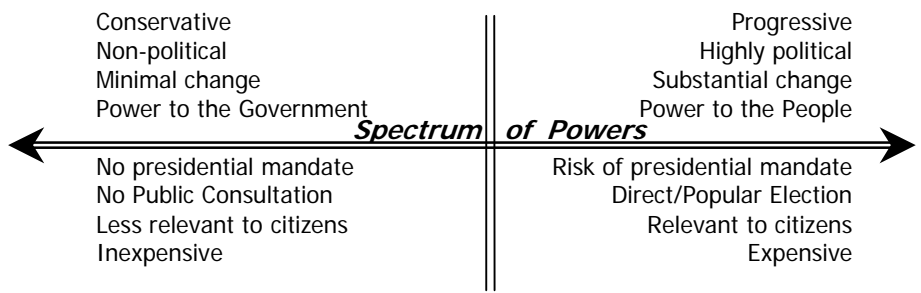 Conservative
Non-political
Minimal change
Power to the Government
Progressive
Highly political
Substantial change
Power to the People
Spectrum of Powers
No presidential mandate
No Public Consultation
Less relevant to citizens
Inexpensive
Risk of presidential mandate
Direct/Popular Election
Relevant to citizens
Expensive